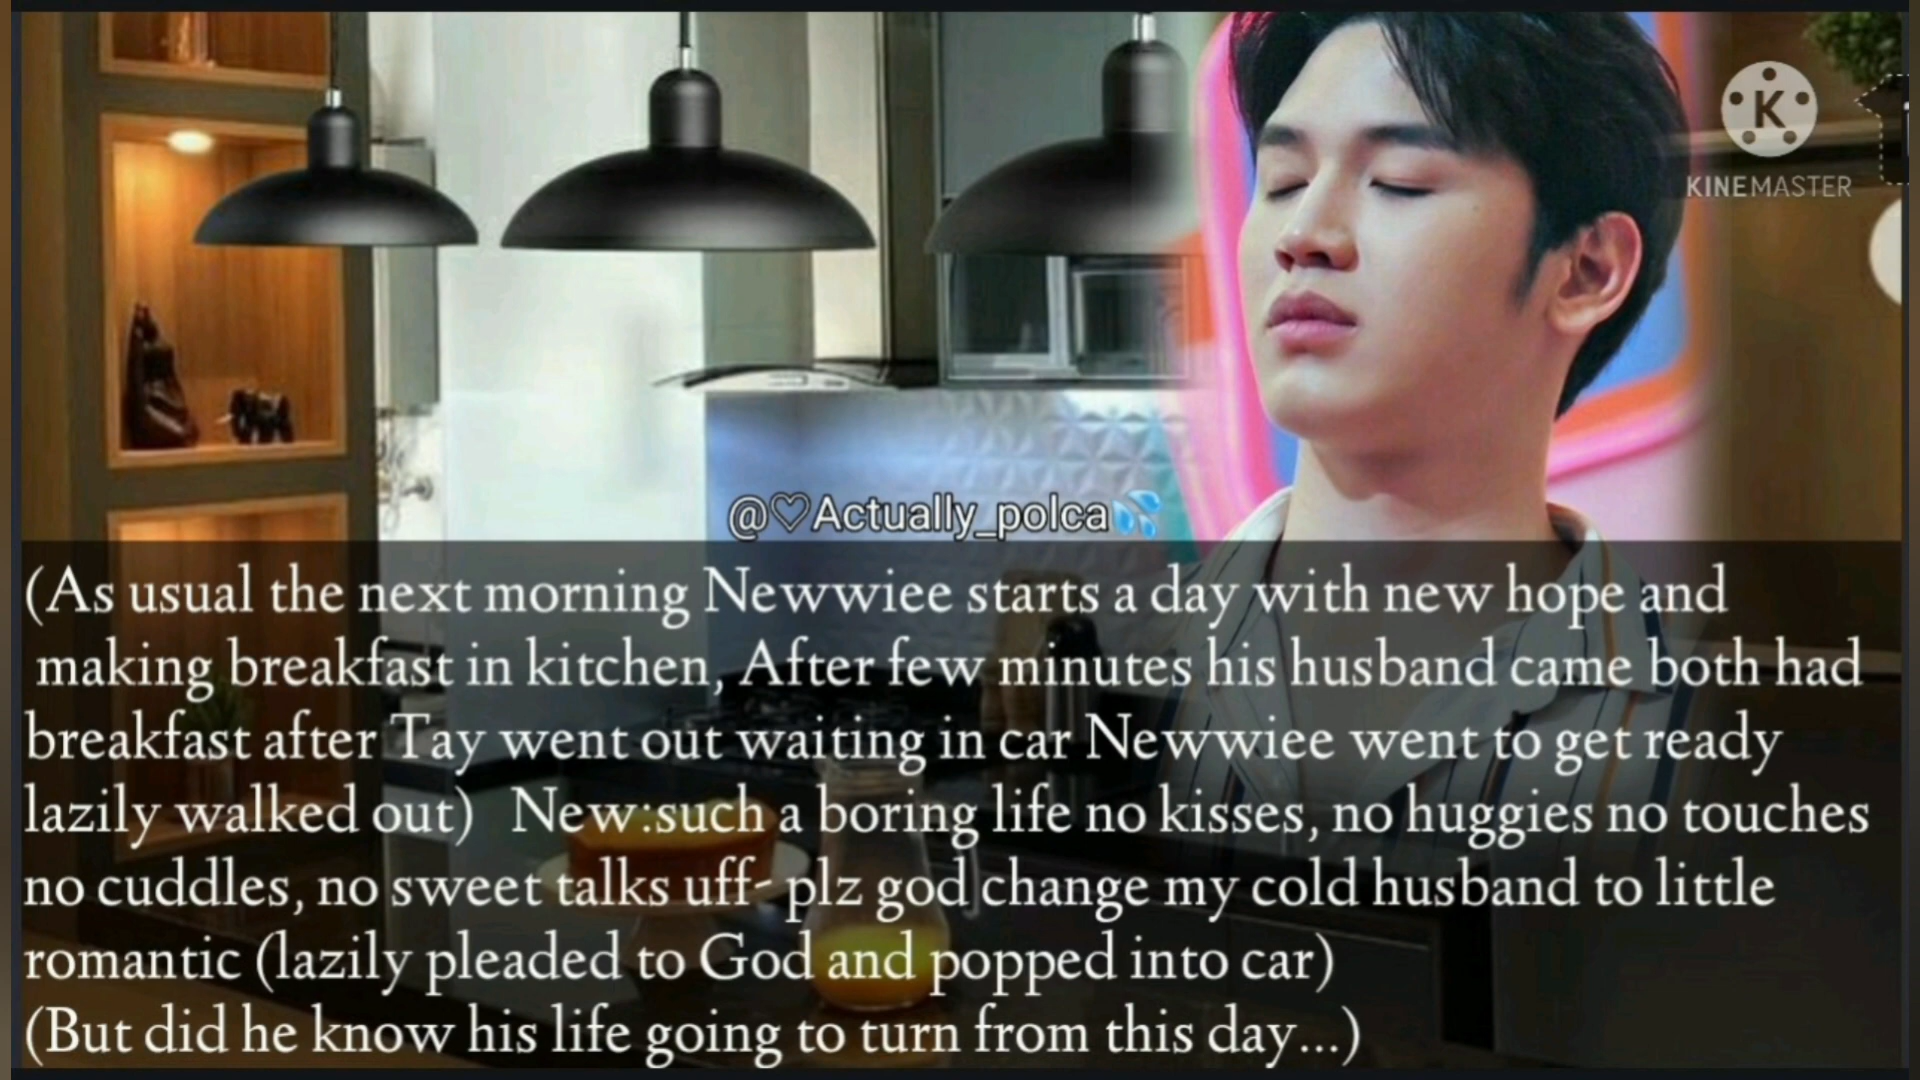 KINEMASTER
@♡Actually_polca💦
(As usual the next morning Newwiee starts a day with new hope and
making breakfast in kitchen, After few minutes his husband came both had
breakfast after Tay went out waiting in car Newwiee went to get ready
lazily walked out)  New:such a boring life no kisses, no huggies no touches
no cuddles, no sweet talks uff- plz god change my cold husband to little
romantic (lazily pleaded to God and popped into car)
(But did he know his life going to turn from this day...)